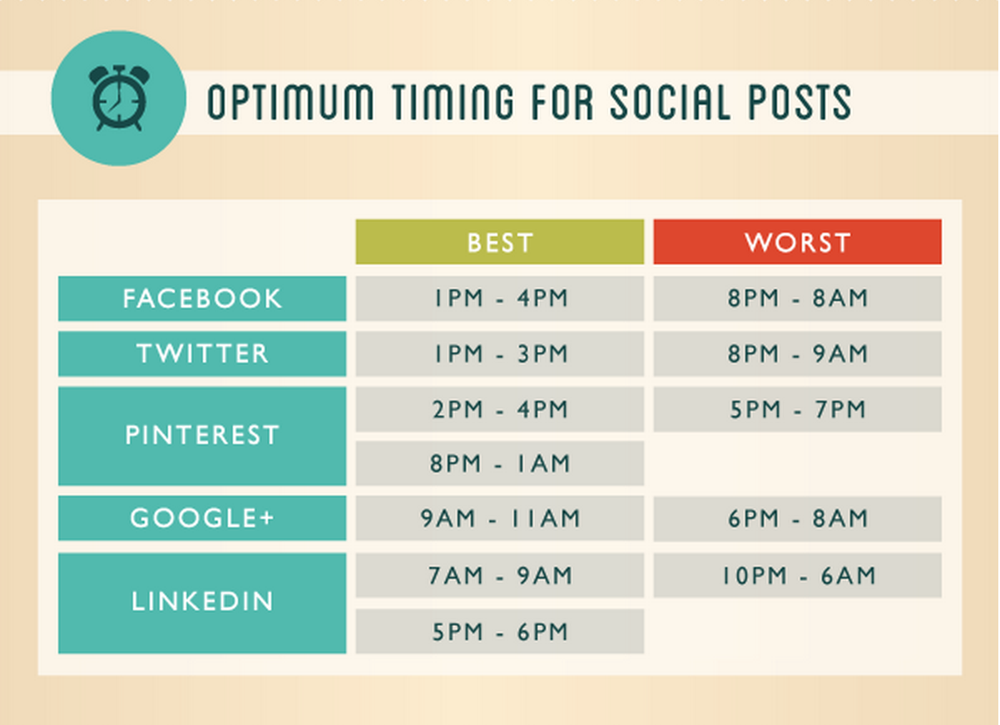 OPTIMUM TIMING FOR SOCIAL POSTS
BEST WORST
FACEBOOK 1PM - 4PM 8PM - 8AM
TWITTER 1PM - 3PM 8PM - 9AM
PINTEREST 2PM - 4PM 5PM - 7PM
8PM - 1AM
GOOGLE+ 9AM - 11AM 6PM - 8AM
LINKEDIN 7AM - 9AM 10PM - 6AM
5PM - 6PM